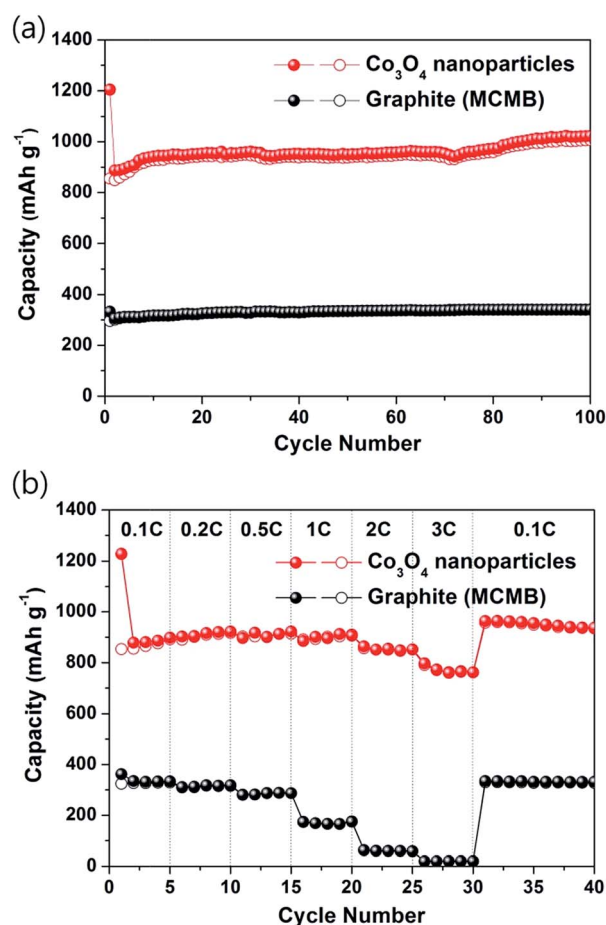 (a)
1400
1200
1000
800
600
400
200
0
Capacity (mAh g⁻¹)
Co₃O₄ nanoparticles
Graphite (MCMB)
0 20 40 60 80 100
Cycle Number
(b)
1400
1200
1000
800
600
400
200
0
Capacity (mAh g⁻¹)
0.1C 0.2C 0.5C 1C 2C 3C 0.1C
Co₃O₄ nanoparticles
Graphite (MCMB)
0 5 10 15 20 25 30 35 40
Cycle Number